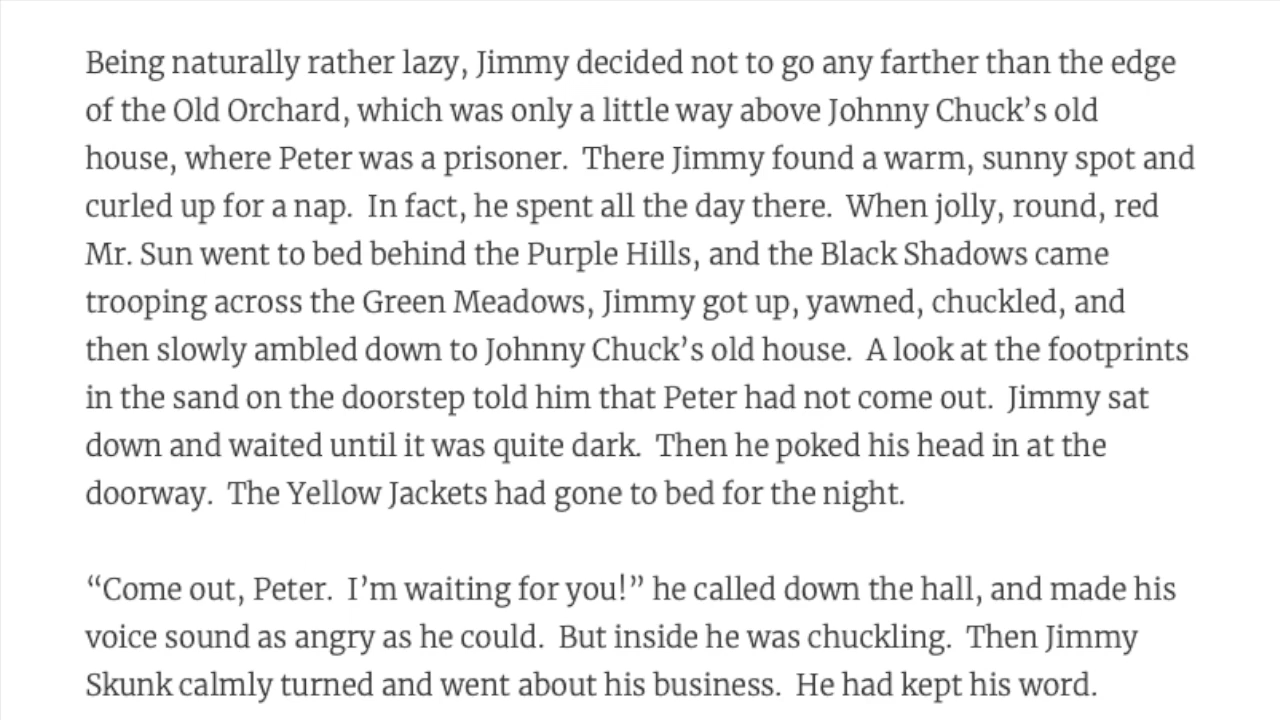 Being naturally rather lazy, Jimmy decided not to go any farther than the edge
of the Old Orchard, which was only a little way above Johnny Chuck’s old
house, where Peter was a prisoner.  There Jimmy found a warm, sunny spot and
curled up for a nap.  In fact, he spent all the day there.  When jolly, round, red
Mr. Sun went to bed behind the Purple Hills, and the Black Shadows came
trooping across the Green Meadows, Jimmy got up, yawned, chuckled, and
then slowly ambled down to Johnny Chuck’s old house.  A look at the footprints
in the sand on the doorstep told him that Peter had not come out.  Jimmy sat
down and waited until it was quite dark.  Then he poked his head in at the
doorway.  The Yellow Jackets had gone to bed for the night.
“Come out, Peter.  I’m waiting for you!” he called down the hall, and made his
voice sound as angry as he could.  But inside he was chuckling.  Then Jimmy
Skunk calmly turned and went about his business.  He had kept his word.